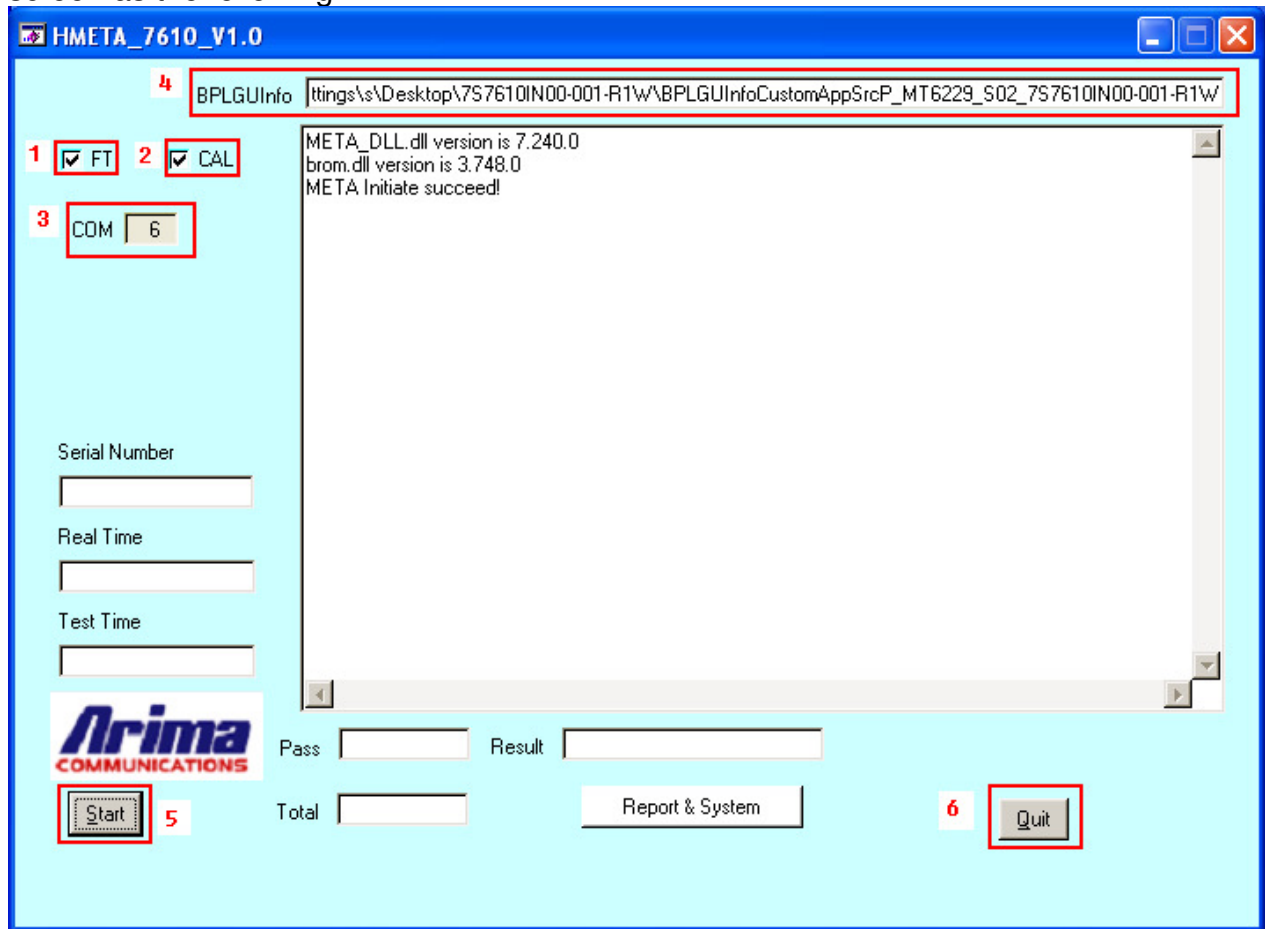 HMETA_7610_V1.0
4
BPLGUInfo ttings\s\Desktop\7S7610IN00-001-R1W\BPLGUInfoCustomAppSrcP_MT6229_S02_7S7610IN00-001-R1W
1 FT 2 CAL
3 COM 6
META_DLL.dll version is 7.240.0
brom.dll version is 3.748.0
META Initiate succeed!
Serial Number
Real Time
Test Time
Arima
COMMUNICATIONS
Pass Result
Start 5 Total Report & System 6 Quit